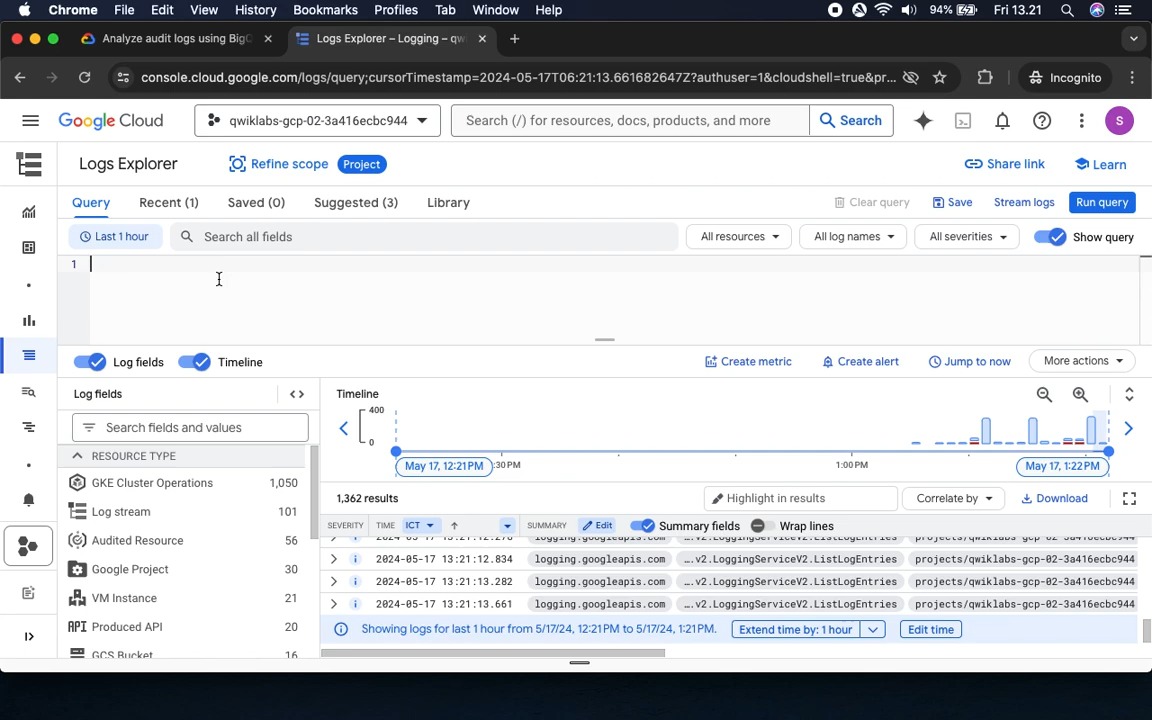 Chrome File Edit View History Bookmarks Profiles Tab Window Help 94% Fri 13.21
Analyze audit logs using BigQ Logs Explorer – Logging – qw
console.cloud.google.com/logs/query;cursorTimestamp=2024-05-17T06:21:13.661682647Z?authuser=1&cloudshell=true&pr... Incognito
Google Cloud qwiklabs-gcp-02-3a416ecbc944 Search (/) for resources, docs, products, and more Search S
Logs Explorer Refine scope Project Share link Learn
Query Recent (1) Saved (0) Suggested (3) Library Clear query Save Stream logs Run query
Last 1 hour Search all fields All resources All log names All severities Show query
1
Log fields Timeline Create metric Create alert Jump to now More actions
Log fields Timeline
400
0
Search fields and values
May 17, 12:21PM :30PM 1:00PM May 17, 1:22PM
RESOURCE TYPE
GKE Cluster Operations 1,050
1,362 results Highlight in results Correlate by Download
Log stream 101
SEVERITY TIME ICT SUMMARY Edit Summary fields Wrap lines
Audited Resource 56
2024-05-17 13:21:12.834 logging.googleapis.com ….v2.LoggingServiceV2.ListLogEntries projects/qwiklabs-gcp-02-3a416ecbc944
Google Project 30
2024-05-17 13:21:13.282 logging.googleapis.com ….v2.LoggingServiceV2.ListLogEntries projects/qwiklabs-gcp-02-3a416ecbc944
VM Instance 21
2024-05-17 13:21:13.661 logging.googleapis.com ….v2.LoggingServiceV2.ListLogEntries projects/qwiklabs-gcp-02-3a416ecbc944
API Produced API 20
Showing logs for last 1 hour from 5/17/24, 12:21PM to 5/17/24, 1:21PM. Extend time by: 1 hour Edit time
GCS Bucket 16